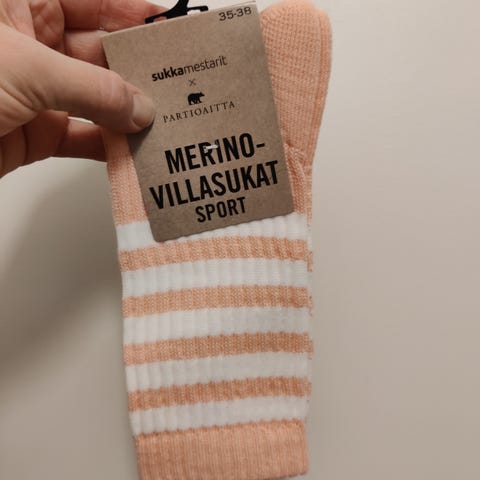 35-38
sukkamestarit
×
PARTIOAITTA
MERINO-
VILLASUKAT
SPORT